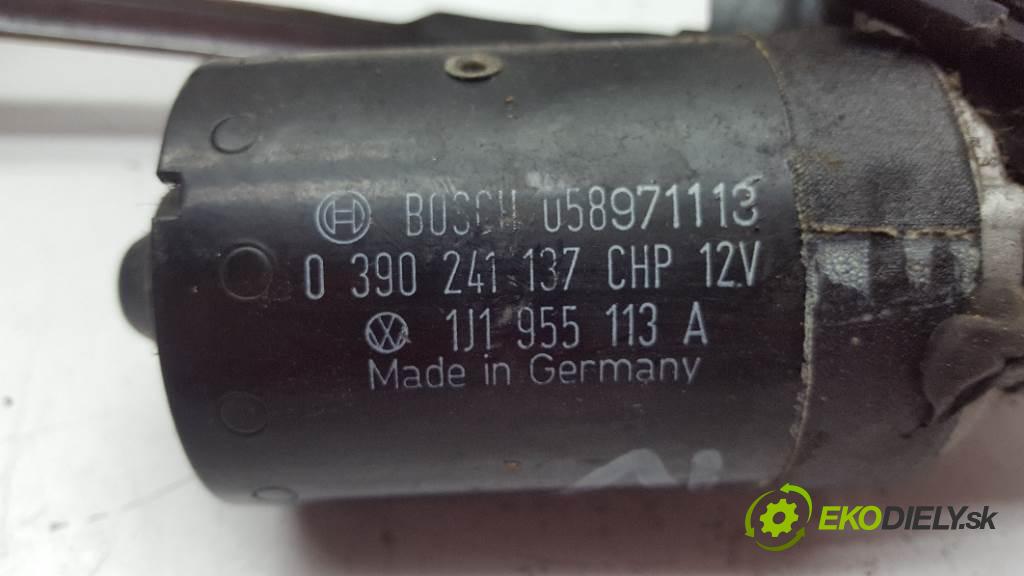 BOSCH 058971113
0 390 241 137 CHP 12V
1J1 955 113 A
Made in Germany
EKODIELY.sk